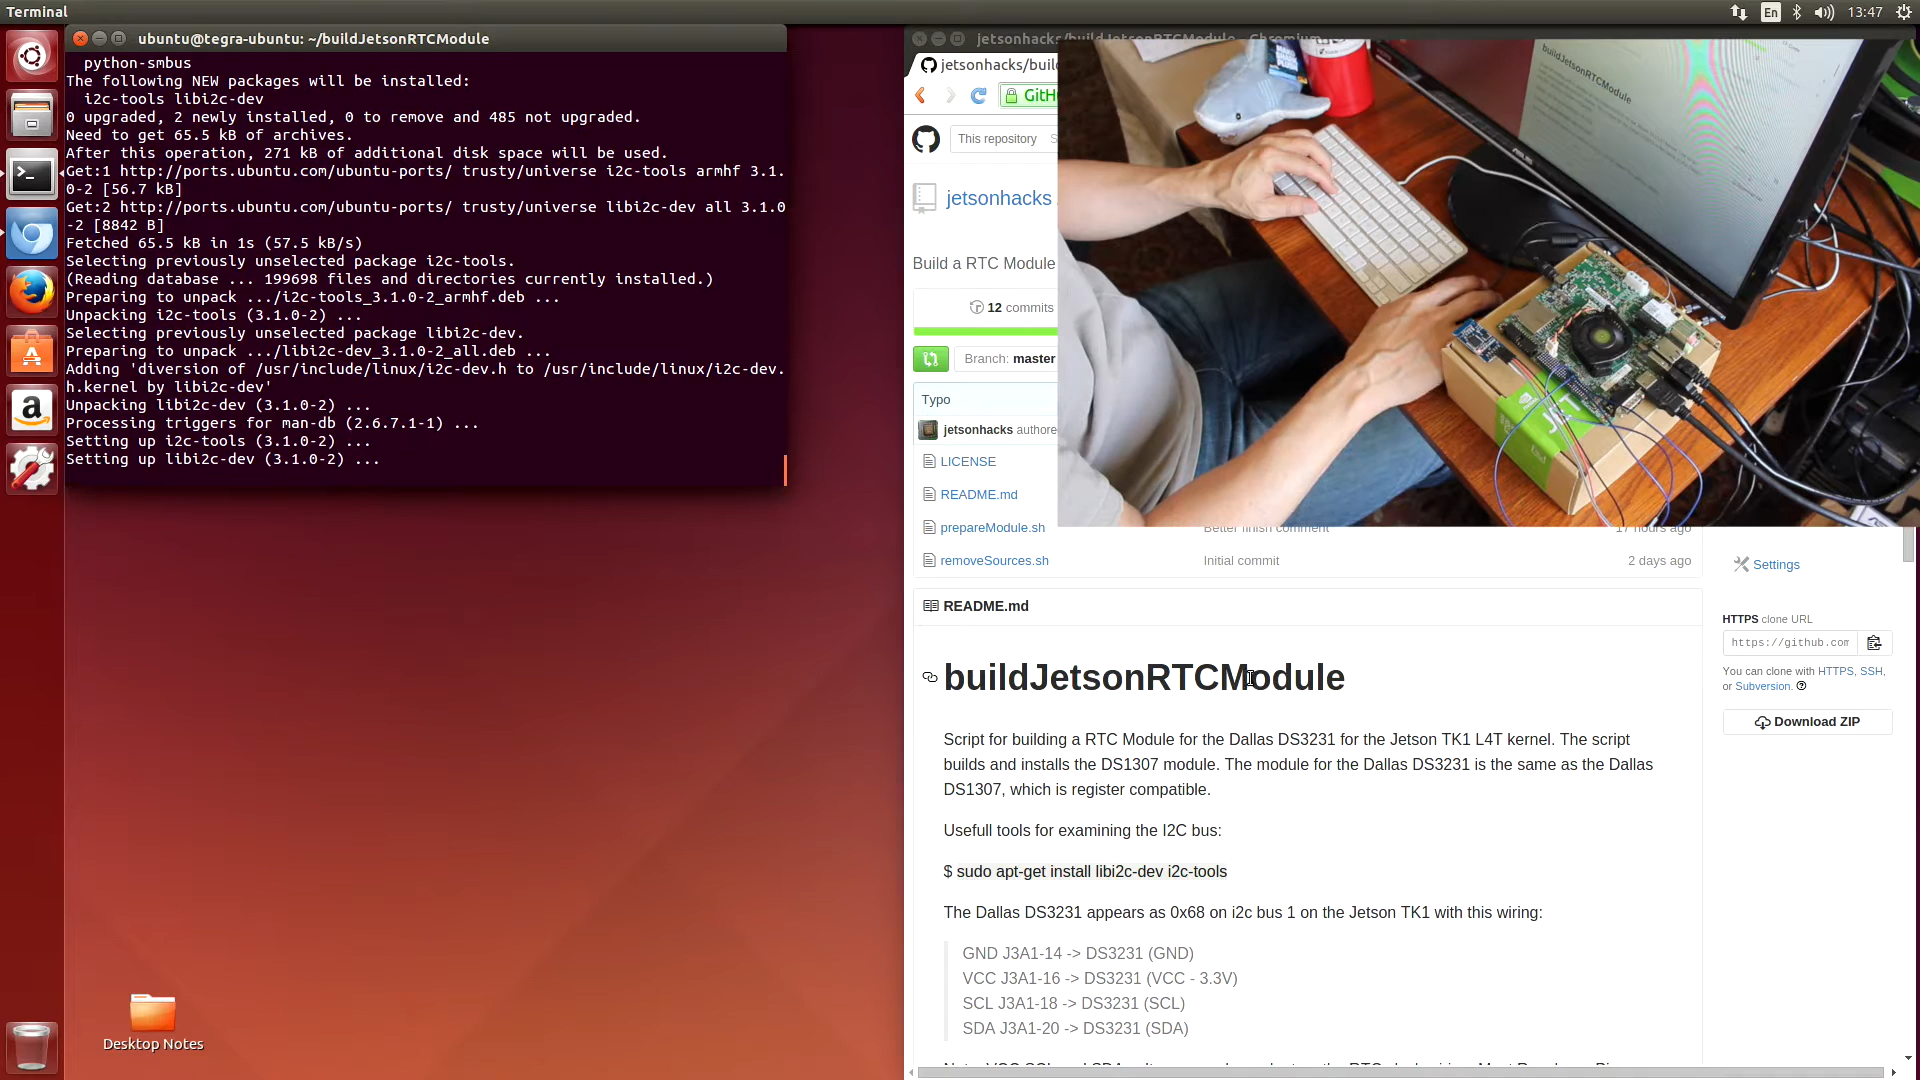 Terminal
En
13:47
ubuntu@tegra-ubuntu: ~/buildJetsonRTCModule
python-smbus
The following NEW packages will be installed:
i2c-tools libi2c-dev
0 upgraded, 2 newly installed, 0 to remove and 485 not upgraded.
Need to get 65.5 kB of archives.
After this operation, 271 kB of additional disk space will be used.
Get:1 http://ports.ubuntu.com/ubuntu-ports/ trusty/universe i2c-tools armhf 3.1.
0-2 [56.7 kB]
Get:2 http://ports.ubuntu.com/ubuntu-ports/ trusty/universe libi2c-dev all 3.1.0
-2 [8842 B]
Fetched 65.5 kB in 1s (57.5 kB/s)
Selecting previously unselected package i2c-tools.
(Reading database ... 199698 files and directories currently installed.)
Preparing to unpack .../i2c-tools_3.1.0-2_armhf.deb ...
Unpacking i2c-tools (3.1.0-2) ...
Selecting previously unselected package libi2c-dev.
Preparing to unpack .../libi2c-dev_3.1.0-2_all.deb ...
Adding 'diversion of /usr/include/linux/i2c-dev.h to /usr/include/linux/i2c-dev.
h.kernel by libi2c-dev'
Unpacking libi2c-dev (3.1.0-2) ...
Processing triggers for man-db (2.6.7.1-1) ...
Setting up i2c-tools (3.1.0-2) ...
Setting up libi2c-dev (3.1.0-2) ...
Desktop Notes
jetsonhacks/buildJetsonRTCModule - Chromium
jetsonhacks/buil
GitH
This repository S
jetsonhacks
Build a RTC Module
12 commits
Branch: master
Typo
jetsonhacks authore
LICENSE
README.md
prepareModule.sh Better finish comment 17 hours ago
removeSources.sh Initial commit 2 days ago
buildJetsonRTCModule
Settings
HTTPS clone URL
https://github.com
You can clone with HTTPS, SSH,
or Subversion.
Download ZIP
README.md
buildJetsonRTCModule
Script for building a RTC Module for the Dallas DS3231 for the Jetson TK1 L4T kernel. The script
builds and installs the DS1307 module. The module for the Dallas DS3231 is the same as the Dallas
DS1307, which is register compatible.
Usefull tools for examining the I2C bus:
$ sudo apt-get install libi2c-dev i2c-tools
The Dallas DS3231 appears as 0x68 on i2c bus 1 on the Jetson TK1 with this wiring:
GND J3A1-14 -> DS3231 (GND)
VCC J3A1-16 -> DS3231 (VCC - 3.3V)
SCL J3A1-18 -> DS3231 (SCL)
SDA J3A1-20 -> DS3231 (SDA)